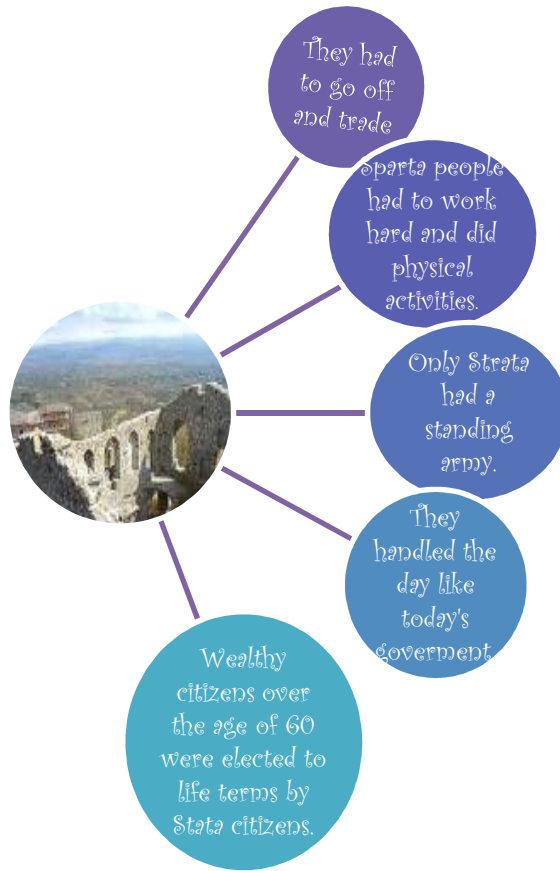 They had
to go off
and trade
Sparta people
had to work
hard and did
physical
activities.
Only Strata
had a
standing
army.
They
handled the
day like
today's
goverment.
Wealthy
citizens over
the age of 60
were elected to
life terms by
Stata citizens.